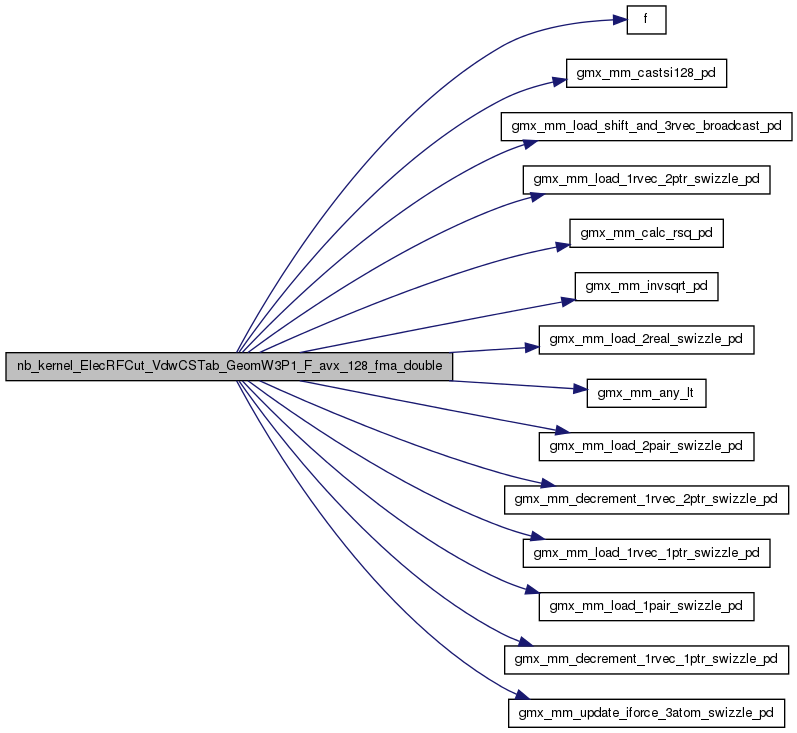 f
gmx_mm_castsi128_pd
gmx_mm_load_shift_and_3rvec_broadcast_pd
gmx_mm_load_1rvec_2ptr_swizzle_pd
gmx_mm_calc_rsq_pd
gmx_mm_invsqrt_pd
gmx_mm_load_2real_swizzle_pd
nb_kernel_ElecRFCut_VdwCSTab_GeomW3P1_F_avx_128_fma_double
gmx_mm_any_lt
gmx_mm_load_2pair_swizzle_pd
gmx_mm_decrement_1rvec_2ptr_swizzle_pd
gmx_mm_load_1rvec_1ptr_swizzle_pd
gmx_mm_load_1pair_swizzle_pd
gmx_mm_decrement_1rvec_1ptr_swizzle_pd
gmx_mm_update_iforce_3atom_swizzle_pd